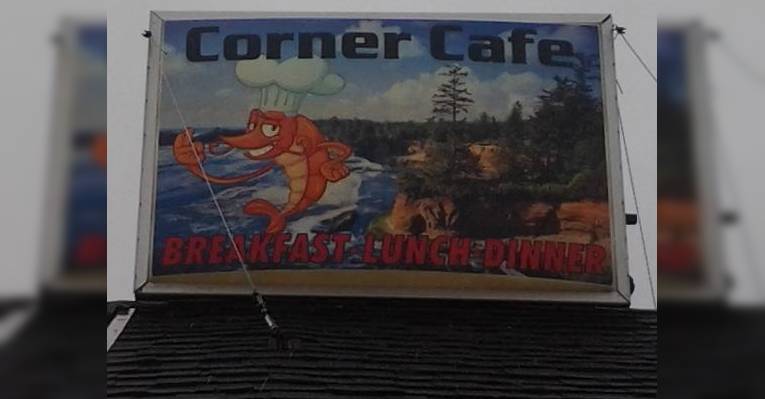 Corner Cafe
BREAKFAST LUNCH DINNER